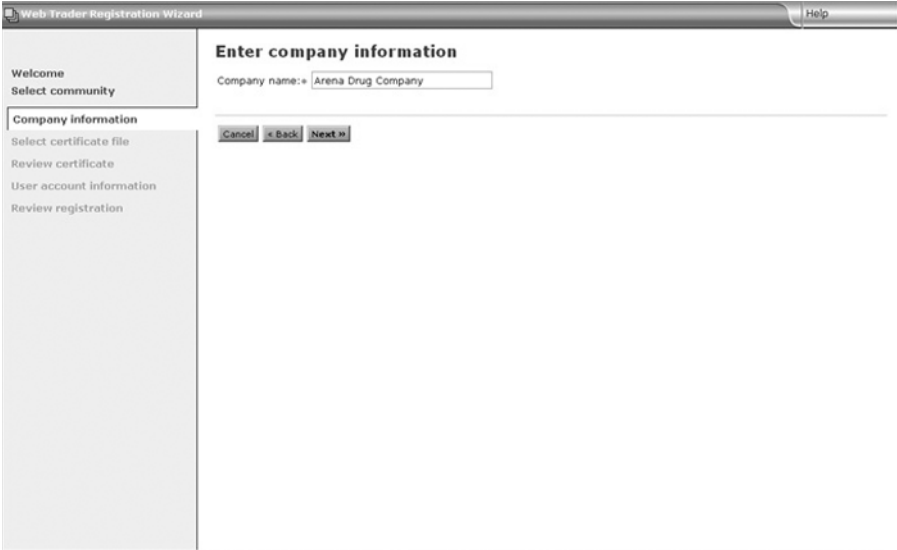 Web Trader Registration Wizard
Help
Welcome
Select community
Company information
Select certificate file
Review certificate
User account information
Review registration
Enter company information
Company name:* Arena Drug Company
Cancel « Back Next »